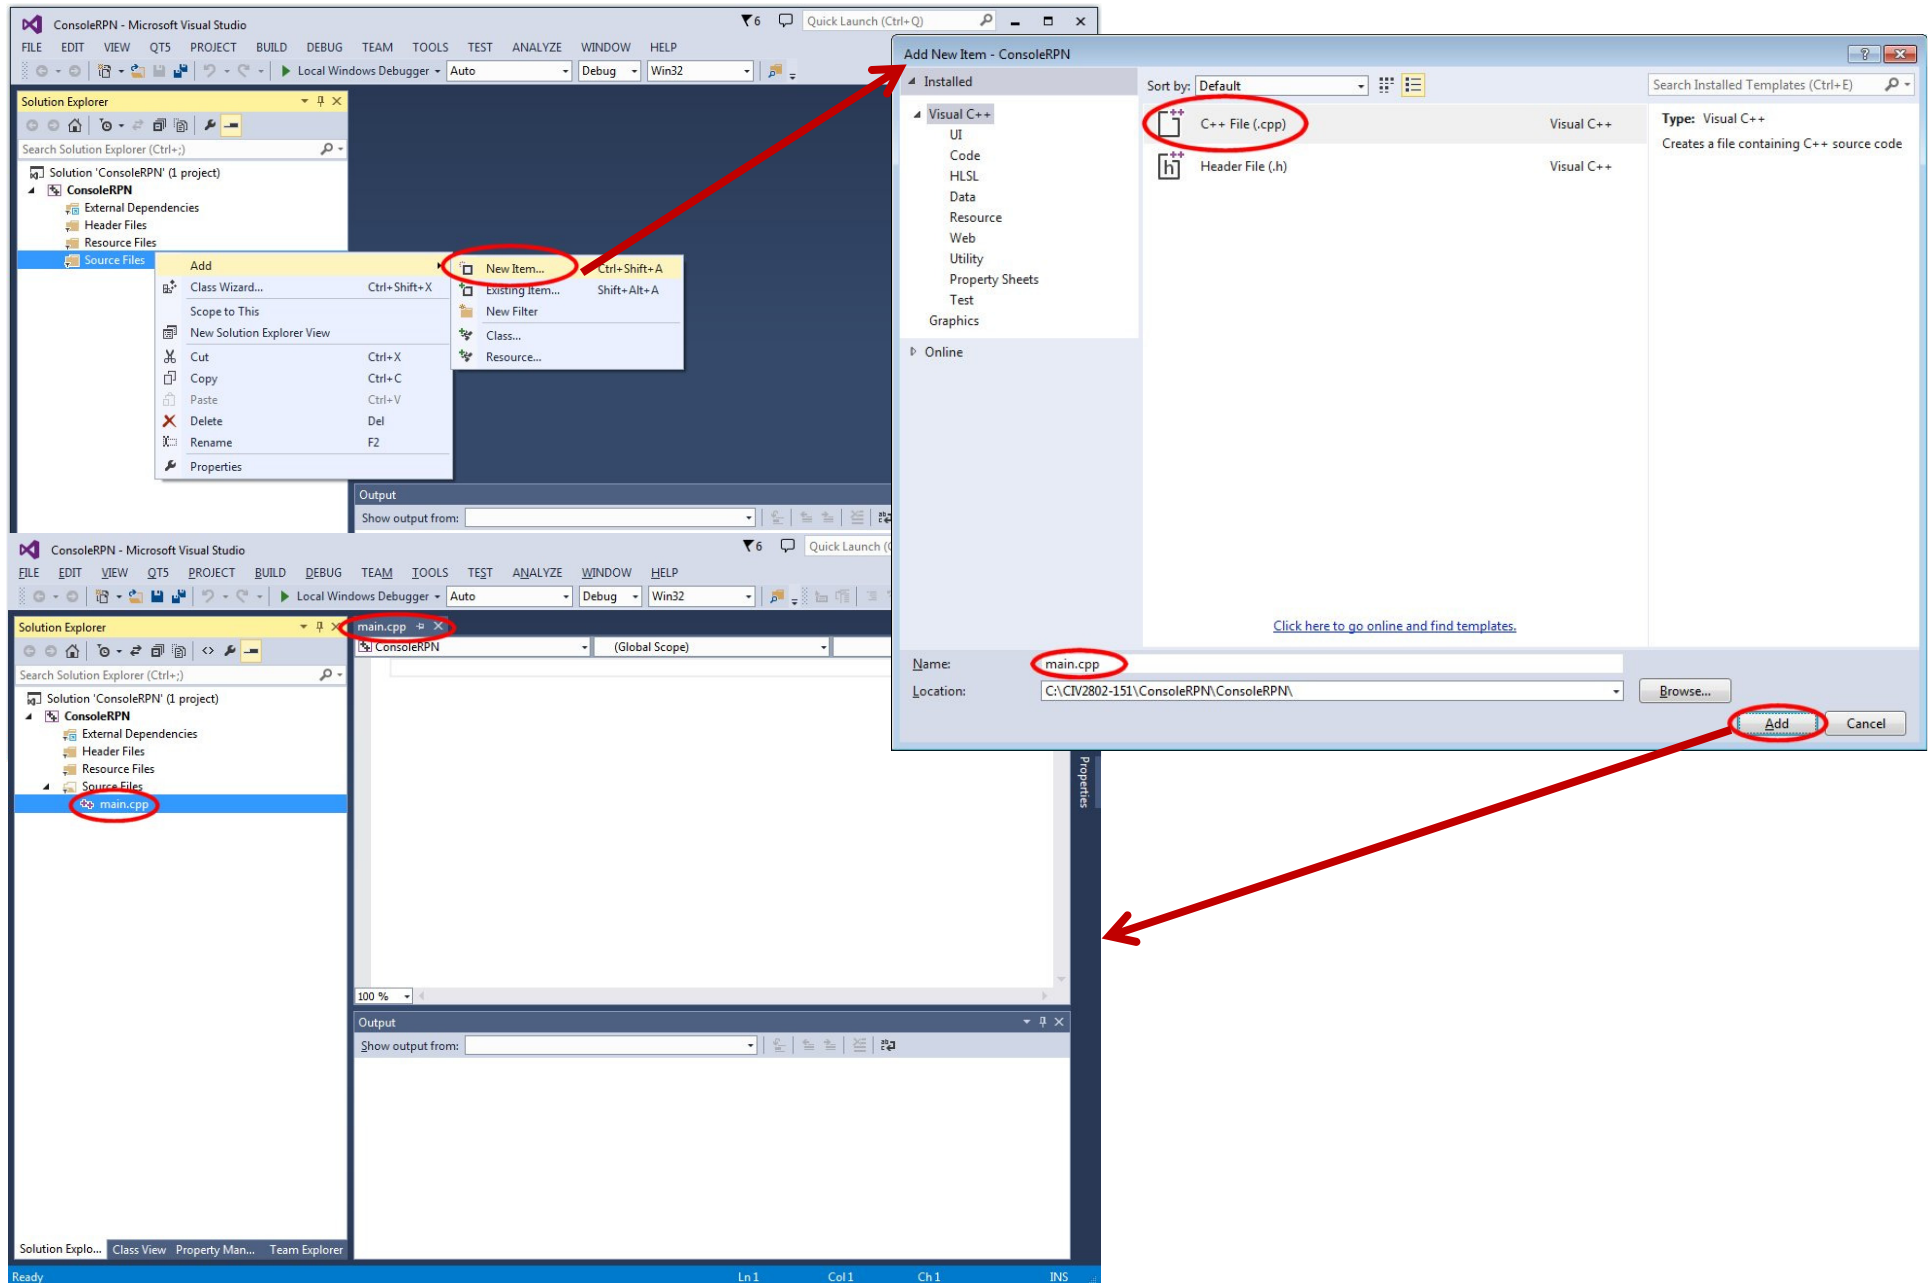 ConsoleRPN - Microsoft Visual Studio
6
Quick Launch (Ctrl+Q)
FILE EDIT VIEW QT5 PROJECT BUILD DEBUG TEAM TOOLS TEST ANALYZE WINDOW HELP
Local Windows Debugger Auto Debug Win32
Solution Explorer
Search Solution Explorer (Ctrl+;)
Solution 'ConsoleRPN' (1 project)
ConsoleRPN
External Dependencies
Header Files
Resource Files
Source Files
Add
Class Wizard... Ctrl+Shift+X
Scope to This
New Solution Explorer View
Cut Ctrl+X
Copy Ctrl+C
Paste Ctrl+V
Delete Del
Rename F2
Properties
New Item... Ctrl+Shift+A
Existing Item... Shift+Alt+A
New Filter
Class...
Resource...
Output
Show output from:
Add New Item - ConsoleRPN
Installed
Sort by: Default
Search Installed Templates (Ctrl+E)
Visual C++
UI
Code
HLSL
Data
Resource
Web
Utility
Property Sheets
Test
Graphics
Online
C++ File (.cpp) Visual C++
Header File (.h) Visual C++
Type: Visual C++
Creates a file containing C++ source code
Click here to go online and find templates.
Name: main.cpp
Location: C:\CIV2802-151\ConsoleRPN\ConsoleRPN\
Browse...
Add Cancel
ConsoleRPN - Microsoft Visual Studio
6
Quick Launch (
FILE EDIT VIEW QT5 PROJECT BUILD DEBUG TEAM TOOLS TEST ANALYZE WINDOW HELP
Local Windows Debugger Auto Debug Win32
Solution Explorer
Search Solution Explorer (Ctrl+;)
Solution 'ConsoleRPN' (1 project)
ConsoleRPN
External Dependencies
Header Files
Resource Files
Source Files
main.cpp
main.cpp
ConsoleRPN (Global Scope)
Properties
100 %
Output
Show output from:
Solution Explo... Class View Property Man... Team Explorer
Ready Ln 1 Col 1 Ch 1 INS